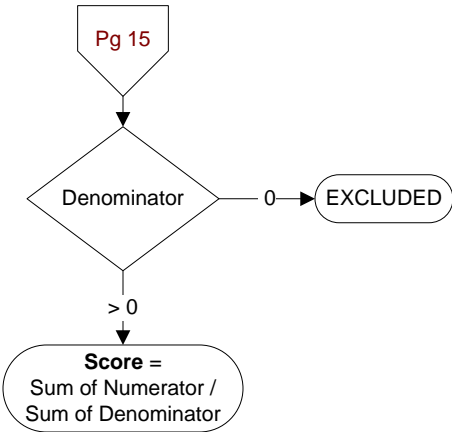 Pg 15
Denominator
0
EXCLUDED
> 0
Score =
Sum of Numerator /
Sum of Denominator